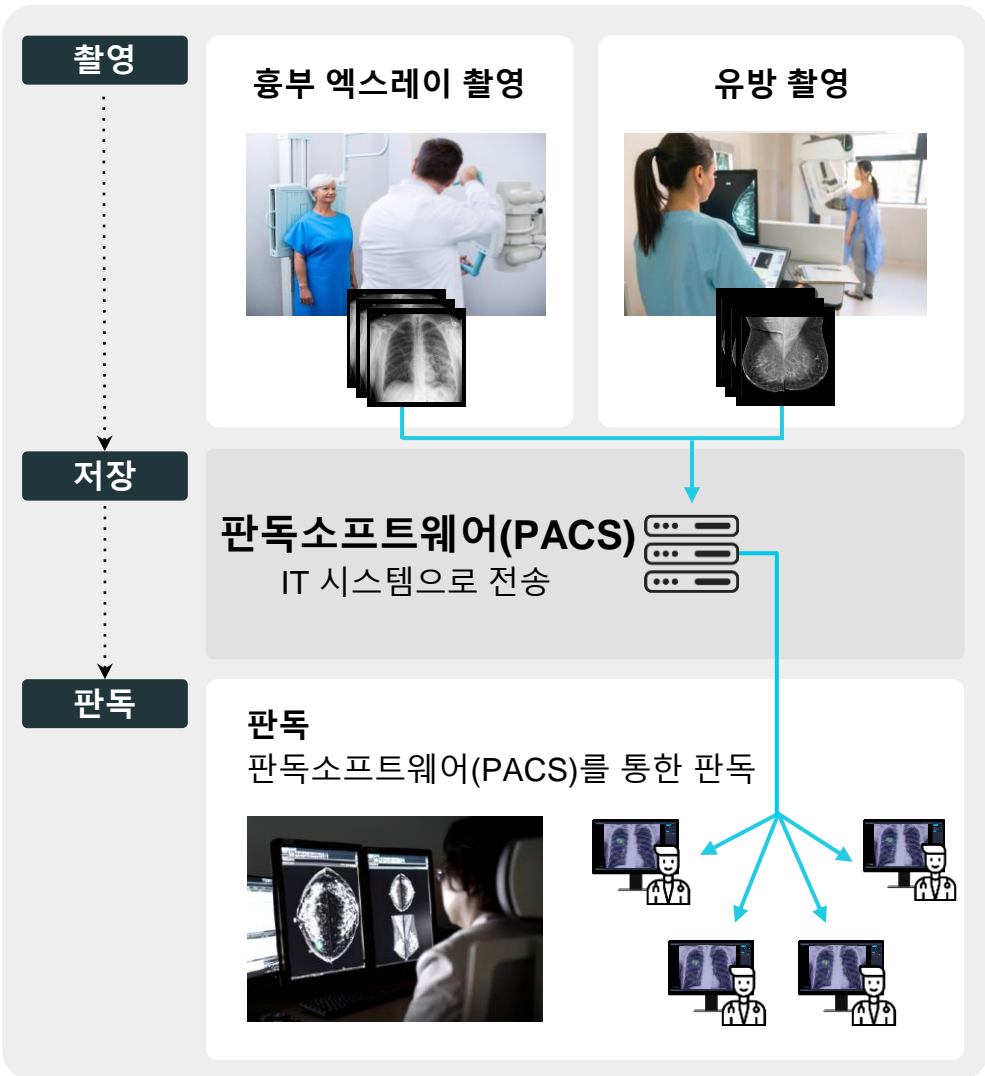 촬영
흉부 엑스레이 촬영
유방 촬영
저장
판독소프트웨어(PACS)
IT 시스템으로 전송
판독
판독
판독소프트웨어(PACS)를 통한 판독